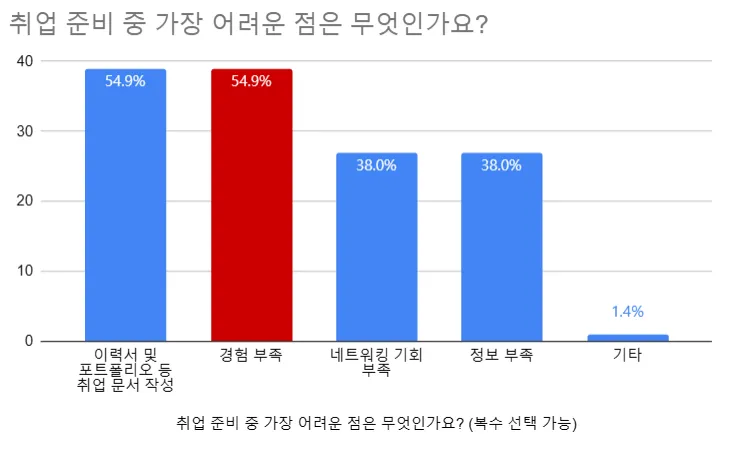 취업 준비 중 가장 어려운 점은 무엇인가요?
40
30
20
10
0
54.9%
54.9%
38.0%
38.0%
1.4%
이력서 및
포트폴리오 등
취업 문서 작성
경험 부족
네트워킹 기회
부족
정보 부족
기타
취업 준비 중 가장 어려운 점은 무엇인가요? (복수 선택 가능)